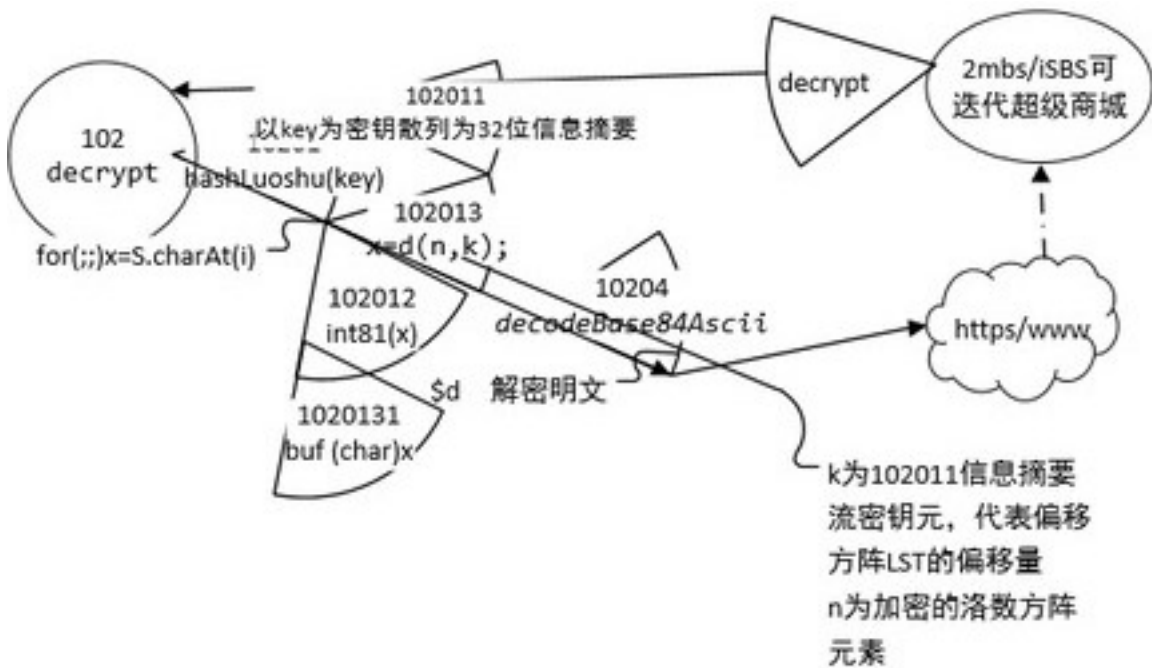 2mbs/iSBS可
迭代超级商城
decrypt
102
decrypt
102011
以key为密钥散列为32位信息摘要
10201
hashLuoshu(key)
102013
x=d(n,k);
for(;;)x=S.charAt(i)
102012
int81(x)
10204
decodeBase84Ascii
https/www
$d 解密明文
1020131
buf (char)x
k为102011信息摘要
流密钥元，代表偏移
方阵LST的偏移量
n为加密的洛数方阵
元素